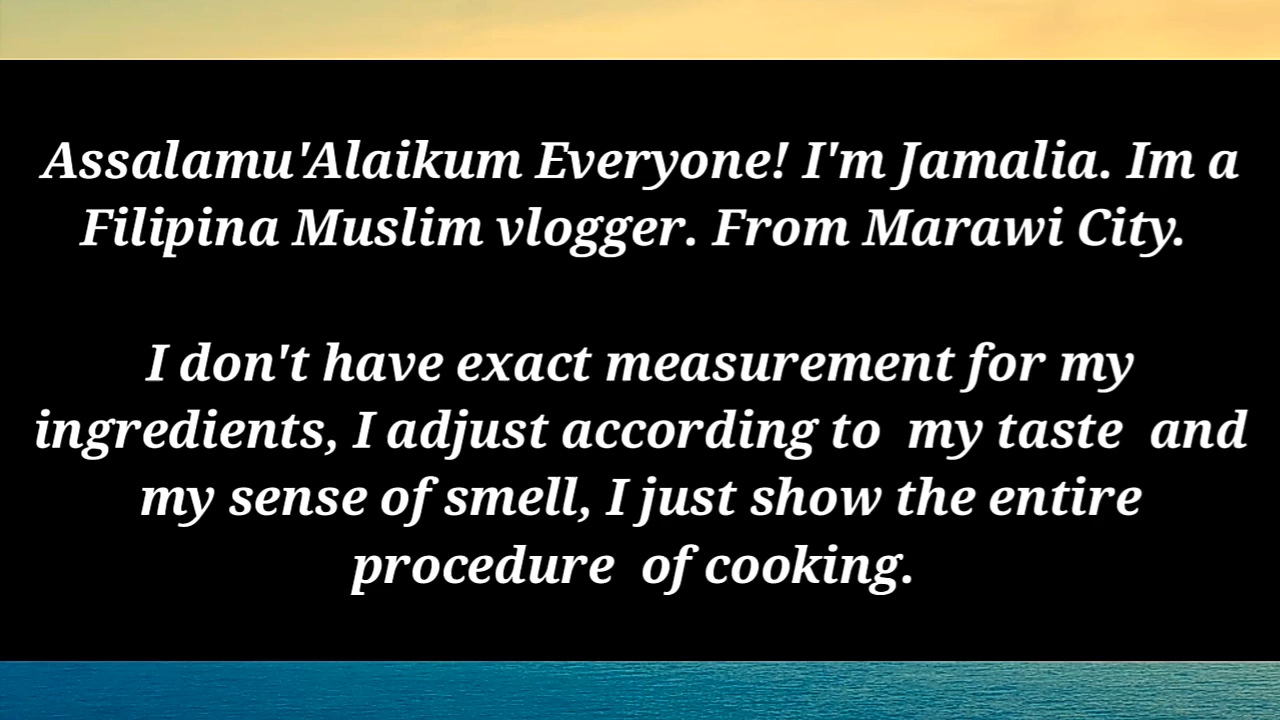 Assalamu'Alaikum Everyone! I'm Jamalia. Im a
Filipina Muslim vlogger. From Marawi City.
I don't have exact measurement for my
ingredients, I adjust according to  my taste  and
my sense of smell, I just show the entire
procedure  of cooking.